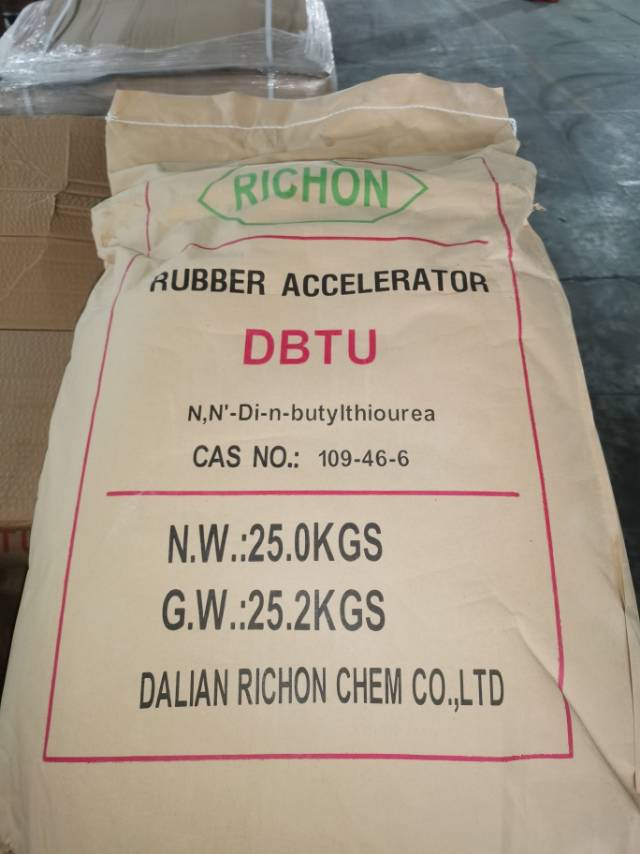 RICHON
RUBBER ACCELERATOR
DBTU
N,N'-Di-n-butylthiourea
CAS NO.: 109-46-6
N.W.:25.0KGS
G.W.:25.2KGS
DALIAN RICHON CHEM CO.,LTD